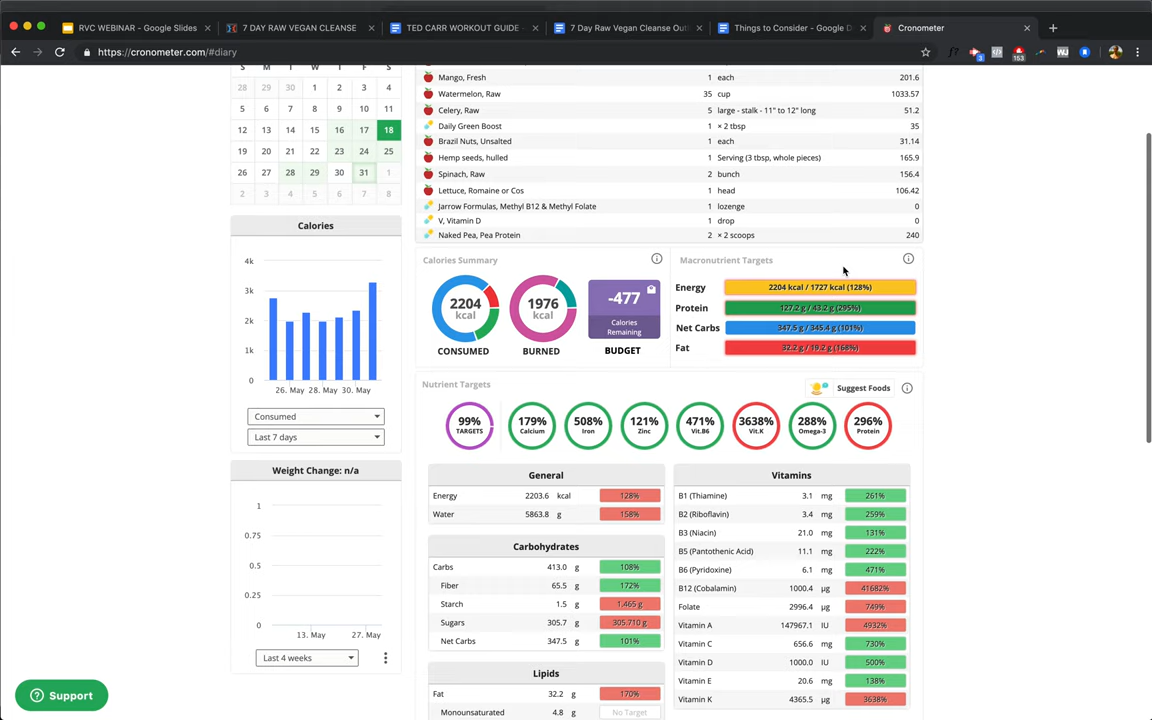 RVC WEBINAR - Google Slides
7 DAY RAW VEGAN CLEANSE
TED CARR WORKOUT GUIDE -
7 Day Raw Vegan Cleanse Out
Things to Consider - Google D
Cronometer
https://cronometer.com/#diary
153
S M T W T F S
28 29 30 1 2 3 4
5 6 7 8 9 10 11
12 13 14 15 16 17 18
19 20 21 22 23 24 25
26 27 28 29 30 31 1
2 3 4 5 6 7 8
Mango, Fresh 1 each 201.6
Watermelon, Raw 35 cup 1033.57
Celery, Raw 5 large - stalk - 11" to 12" long 51.2
Daily Green Boost 1 × 2 tbsp 35
Brazil Nuts, Unsalted 1 each 31.14
Hemp seeds, hulled 1 Serving (3 tbsp, whole pieces) 165.9
Spinach, Raw 2 bunch 156.4
Lettuce, Romaine or Cos 1 head 106.42
Jarrow Formulas, Methyl B12 & Methyl Folate 1 lozenge 0
V, Vitamin D 1 drop 0
Naked Pea, Pea Protein 2 × 2 scoops 240
Calories
4k
3k
2k
1k
0
26. May 28. May 30. May
Consumed
Last 7 days
Weight Change: n/a
1
0.75
0.5
0.25
0
13. May 27. May
Last 4 weeks
Support
Calories Summary
2204 kcal
CONSUMED
1976 kcal
BURNED
-477
Calories
Remaining
BUDGET
Macronutrient Targets
Energy 2204 kcal / 1727 kcal (128%)
Protein 127.2 g / 43.2 g (295%)
Net Carbs 347.5 g / 345.4 g (101%)
Fat 32.2 g / 19.2 g (168%)
Nutrient Targets
Suggest Foods
99% TARGETS
179% Calcium
508% Iron
121% Zinc
471% Vit.B6
3638% Vit.K
288% Omega-3
296% Protein
General
Energy 2203.6 kcal 128%
Water 5863.8 g 158%
Carbohydrates
Carbs 413.0 g 108%
Fiber 65.5 g 172%
Starch 1.5 g 1.465 g
Sugars 305.7 g 305.710 g
Net Carbs 347.5 g 101%
Lipids
Fat 32.2 g 170%
Monounsaturated 4.8 g No Target
Vitamins
B1 (Thiamine) 3.1 mg 261%
B2 (Riboflavin) 3.4 mg 259%
B3 (Niacin) 21.0 mg 131%
B5 (Pantothenic Acid) 11.1 mg 222%
B6 (Pyridoxine) 6.1 mg 471%
B12 (Cobalamin) 1000.4 µg 41682%
Folate 2996.4 µg 749%
Vitamin A 147967.1 IU 4932%
Vitamin C 656.6 mg 730%
Vitamin D 1000.0 IU 500%
Vitamin E 20.6 mg 138%
Vitamin K 4365.5 µg 3638%